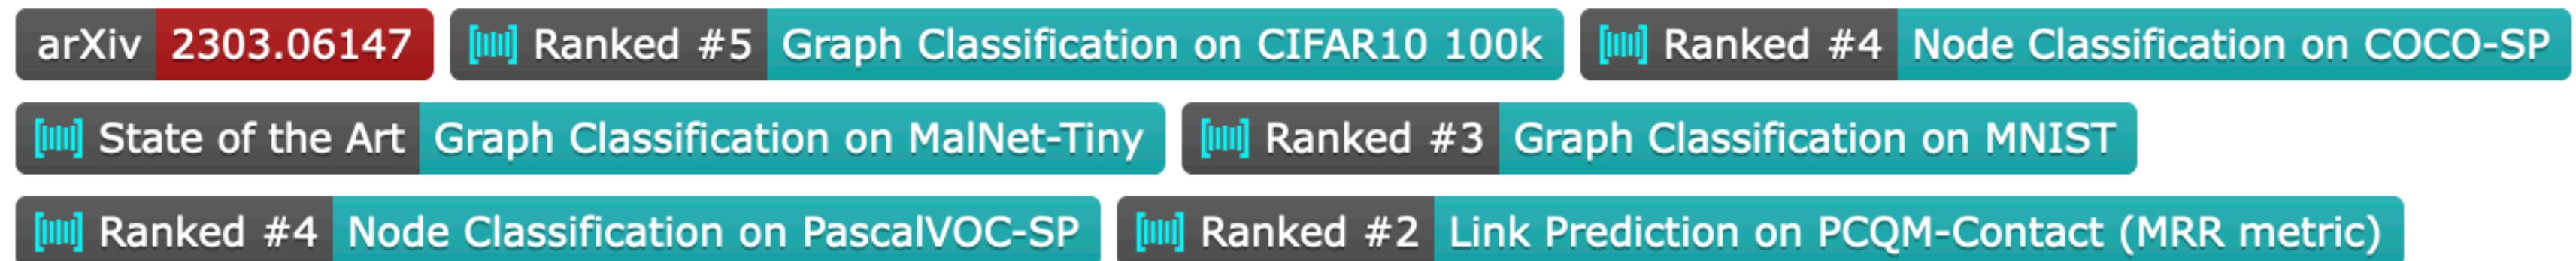 arXiv 2303.06147 Ranked #5 Graph Classification on CIFAR10 100k Ranked #4 Node Classification on COCO-SP
State of the Art Graph Classification on MalNet-Tiny Ranked #3 Graph Classification on MNIST
Ranked #4 Node Classification on PascalVOC-SP Ranked #2 Link Prediction on PCQM-Contact (MRR metric)